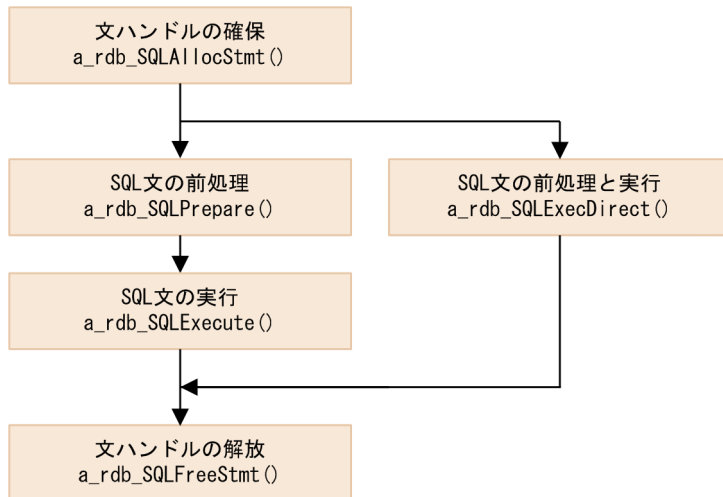 文ハンドルの確保
a_rdb_SQLAllocStmt()
SQL文の前処理
a_rdb_SQLPrepare()
SQL文の前処理と実行
a_rdb_SQLExecDirect()
SQL文の実行
a_rdb_SQLExecute()
文ハンドルの解放
a_rdb_SQLFreeStmt()